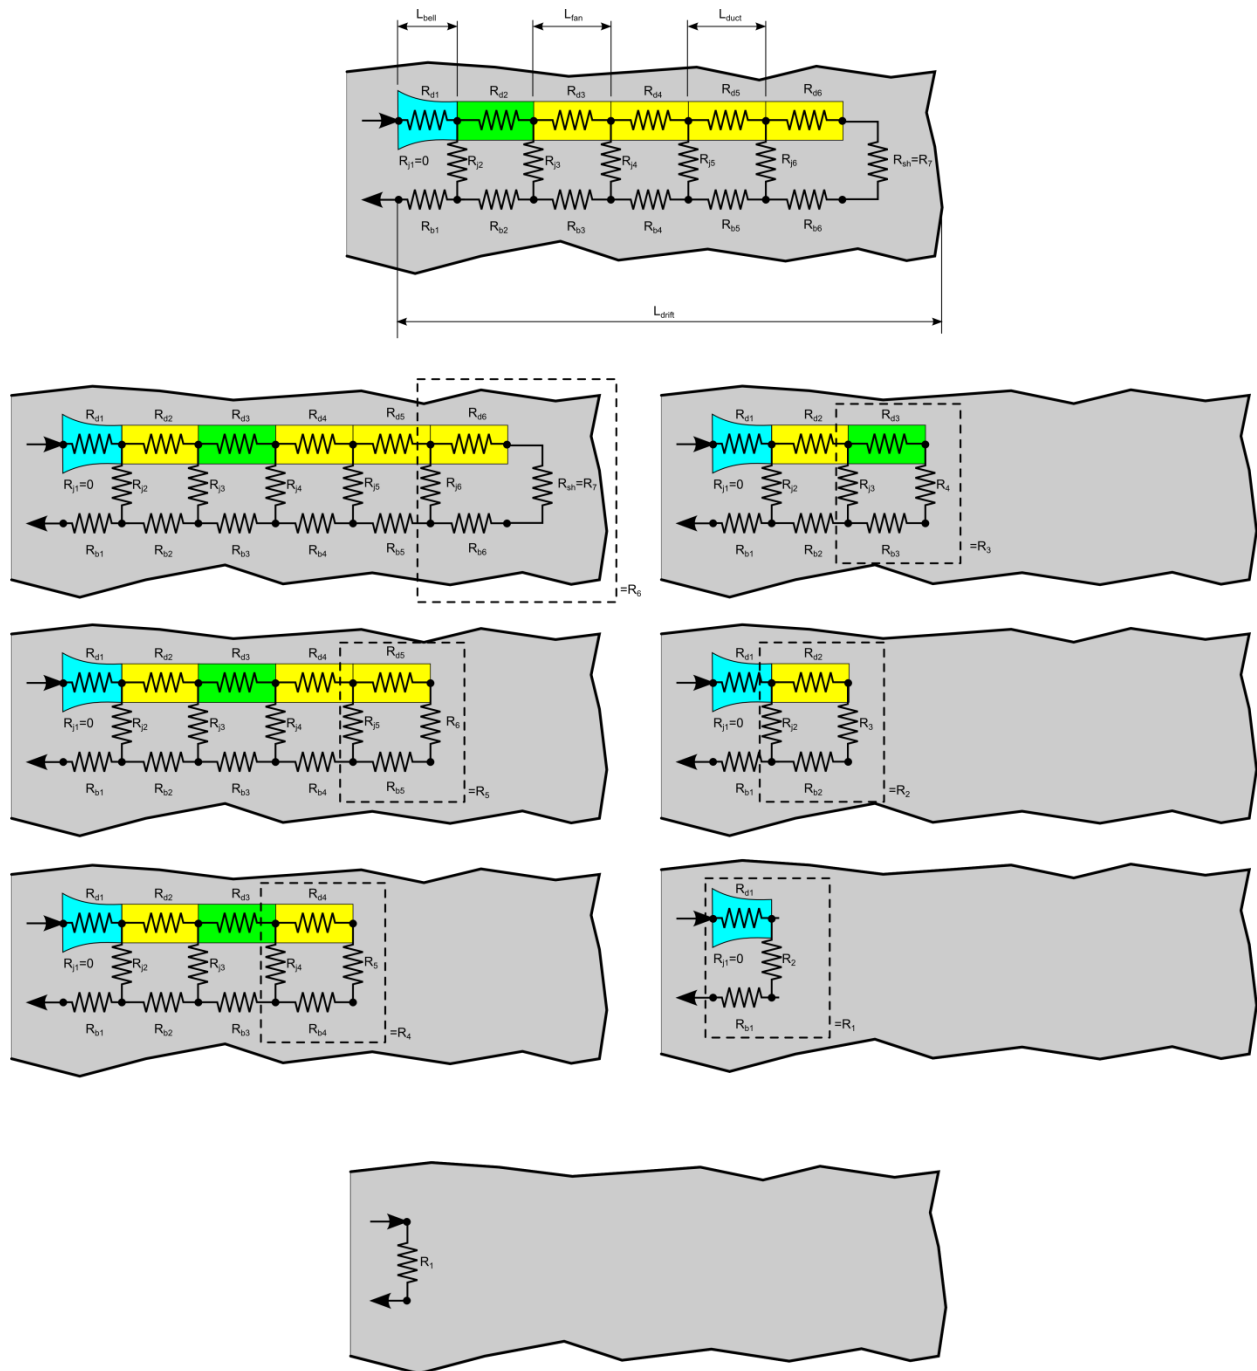 L_bell L_fan L_duct
R_d1 R_d2 R_d3 R_d4 R_d5 R_d6
R_j1=0 R_j2 R_j3 R_j4 R_j5 R_j6 R_sh=R_7
R_b1 R_b2 R_b3 R_b4 R_b5 R_b6
L_drift
R_d1 R_d2 R_d3 R_d4 R_d5 R_d6
R_j1=0 R_j2 R_j3 R_j4 R_j5 R_j6 R_sh=R_7
R_b1 R_b2 R_b3 R_b4 R_b5 R_b6
=R_6
R_d1 R_d2 R_d3
R_j1=0 R_j2 R_j3 R_4
R_b1 R_b2 R_b3
=R_3
R_d1 R_d2 R_d3 R_d4 R_d5
R_j1=0 R_j2 R_j3 R_j4 R_j5 R_6
R_b1 R_b2 R_b3 R_b4 R_b5
=R_5
R_d1 R_d2
R_j1=0 R_j2 R_3
R_b1 R_b2
=R_2
R_d1 R_d2 R_d3 R_d4
R_j1=0 R_j2 R_j3 R_j4 R_5
R_b1 R_b2 R_b3 R_b4
=R_4
R_d1
R_j1=0 R_2
R_b1
=R_1
R_1